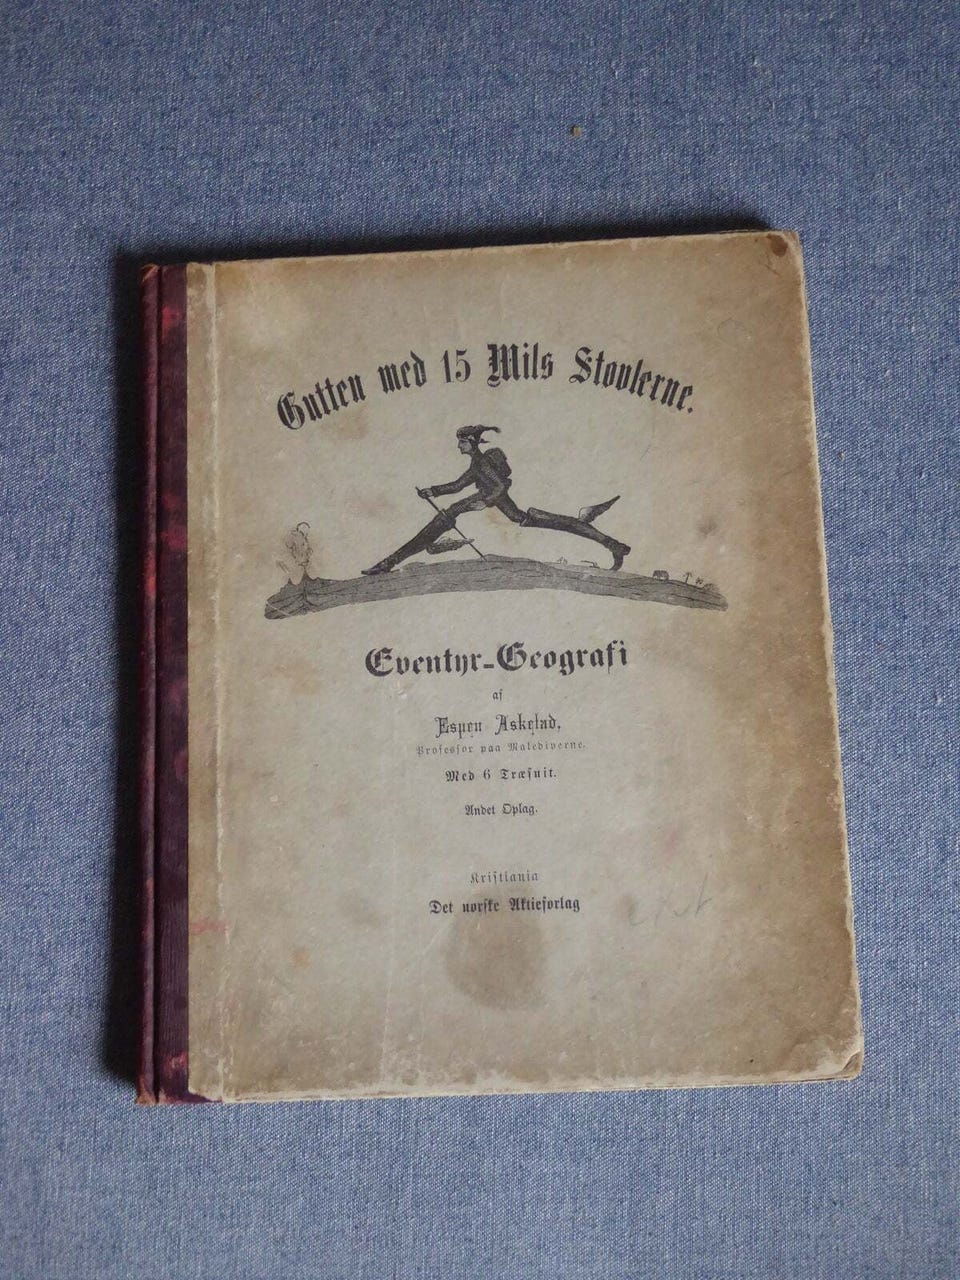 Gutten med 15 Mils Støvlerne.
Eventyr-Geografi
af
Espen Askelad,
Professor paa Malediverne.
Med 6 Træsnit.
Andet Oplag.
Kristiania
Det norske Aktieforlag